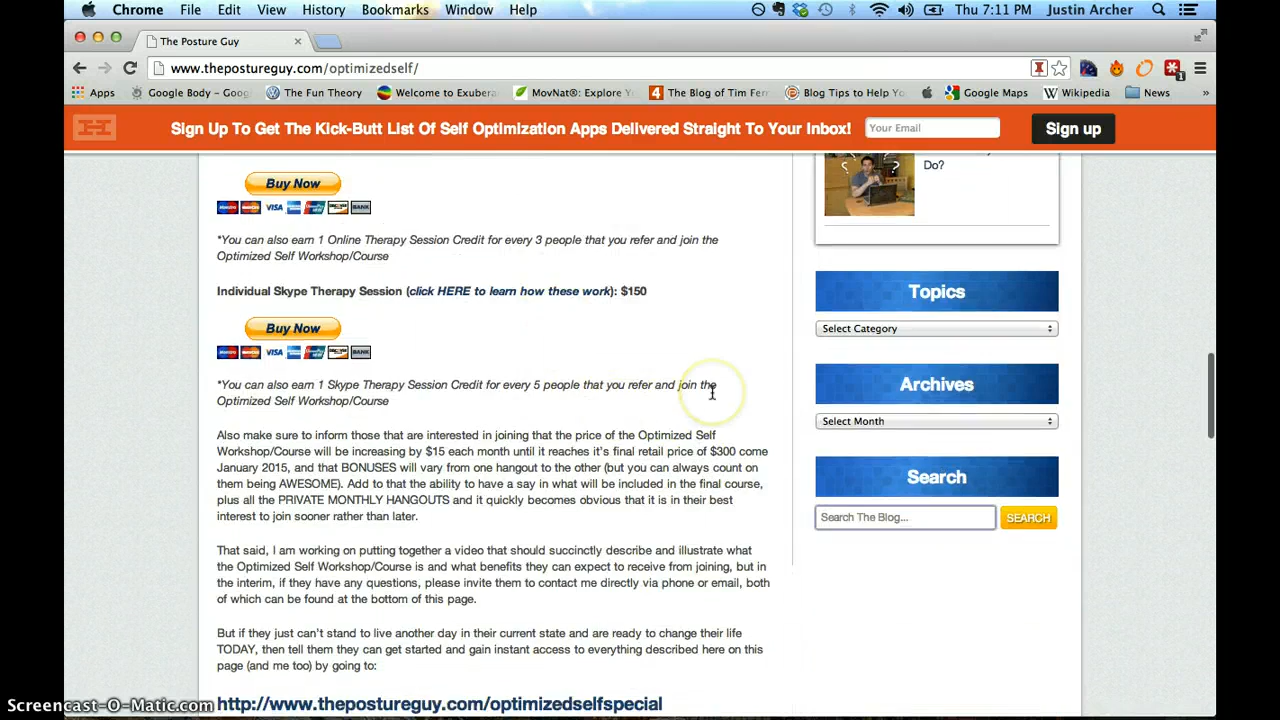 Chrome File Edit View History Bookmarks Window Help Thu 7:11 PM Justin Archer
The Posture Guy
www.thepostureguy.com/optimizedself/
Apps Google Body - Goo The Fun Theory Welcome to Exubera MovNat®: Explore Y The Blog of Tim Ferr Blog Tips to Help Yo Google Maps Wikipedia News »
Sign Up To Get The Kick-Butt List Of Self Optimization Apps Delivered Straight To Your Inbox! Your Email Sign up
Do?
Buy Now
VISA BANK
*You can also earn 1 Online Therapy Session Credit for every 3 people that you refer and join the
Optimized Self Workshop/Course
Individual Skype Therapy Session (click HERE to learn how these work): $150
Buy Now
VISA BANK
*You can also earn 1 Skype Therapy Session Credit for every 5 people that you refer and join the
Optimized Self Workshop/Course
Also make sure to inform those that are interested in joining that the price of the Optimized Self
Workshop/Course will be increasing by $15 each month until it reaches it's final retail price of $300 come
January 2015, and that BONUSES will vary from one hangout to the other (but you can always count on
them being AWESOME). Add to that the ability to have a say in what will be included in the final course,
plus all the PRIVATE MONTHLY HANGOUTS and it quickly becomes obvious that it is in their best
interest to join sooner rather than later.
That said, I am working on putting together a video that should succinctly describe and illustrate what
the Optimized Self Workshop/Course is and what benefits they can expect to receive from joining, but in
the interim, if they have any questions, please invite them to contact me directly via phone or email, both
of which can be found at the bottom of this page.
But if they just can't stand to live another day in their current state and are ready to change their life
TODAY, then tell them they can get started and gain instant access to everything described here on this
page (and me too) by going to:
http://www.thepostureguy.com/optimizedselfspecial
Topics
Select Category
Archives
Select Month
Search
Search The Blog... SEARCH
Screencast-O-Matic.com